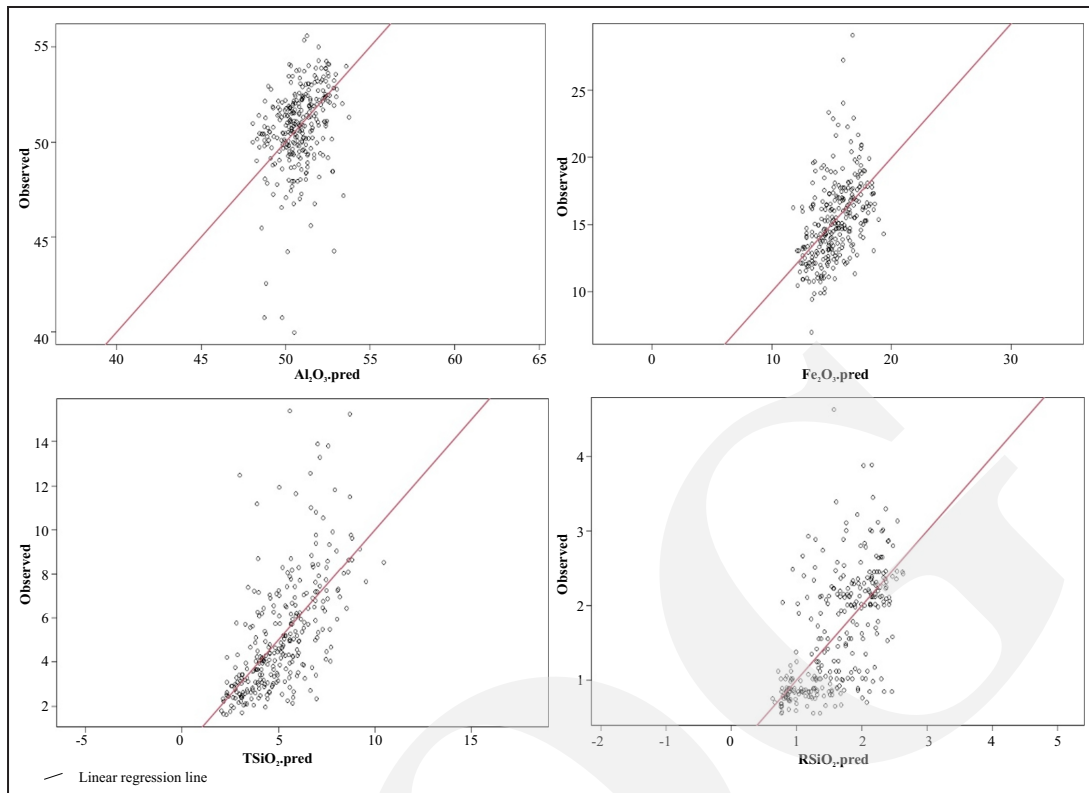 55
50
45
40
Observed
40 45 50 55 60 65
Al₂O₃.pred
25
20
15
10
Observed
0 10 20 30
Fe₂O₃.pred
14
12
10
8
6
4
2
Observed
-5 0 5 10 15
TSiO₂.pred
4
3
2
1
Observed
-2 -1 0 1 2 3 4 5
RSiO₂.pred
Linear regression line